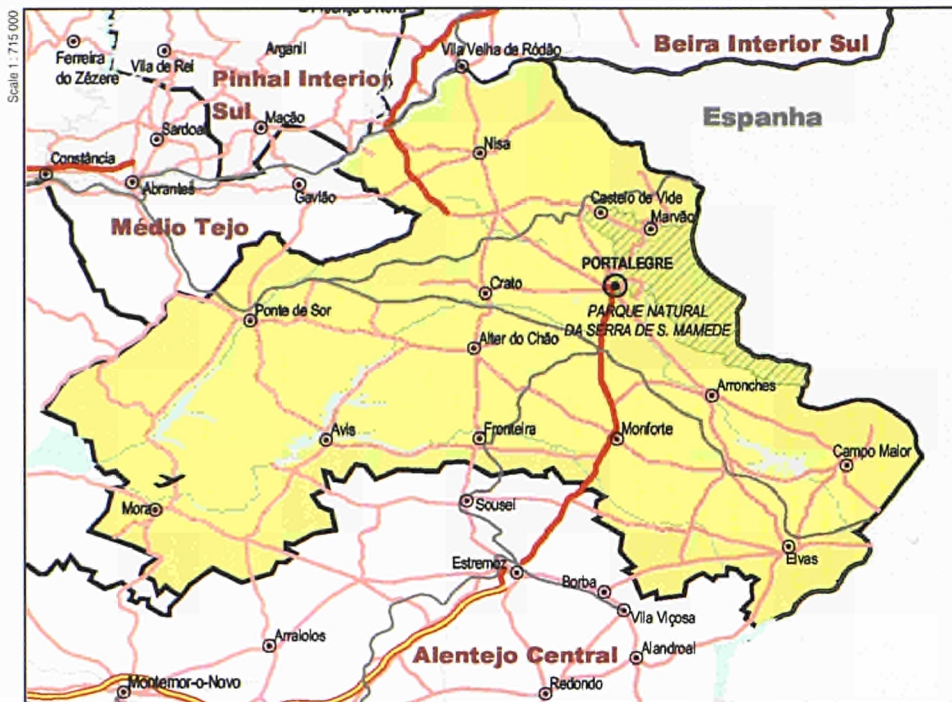 Scale 1 : 715 000
Ferreira
do Zêzere
Vila de Rei
Arganil
Vila Velha de Ródão
Beira Interior Sul
Pinhal Interior
Sul
Espanha
Sardoal
Mação
Nisa
Constância
Abrantes
Gavião
Castelo de Vide
Marvão
Médio Tejo
PORTALEGRE
Crato
Ponte de Sor
PARQUE NATURAL
DA SERRA DE S. MAMEDE
Alter do Chão
Arronches
Avis
Fronteira
Monforte
Campo Maior
Mora
Sousel
Elvas
Estremoz
Borba
Vila Viçosa
Arraiolos
Alentejo Central
Alandroal
Montemor-o-Novo
Redondo